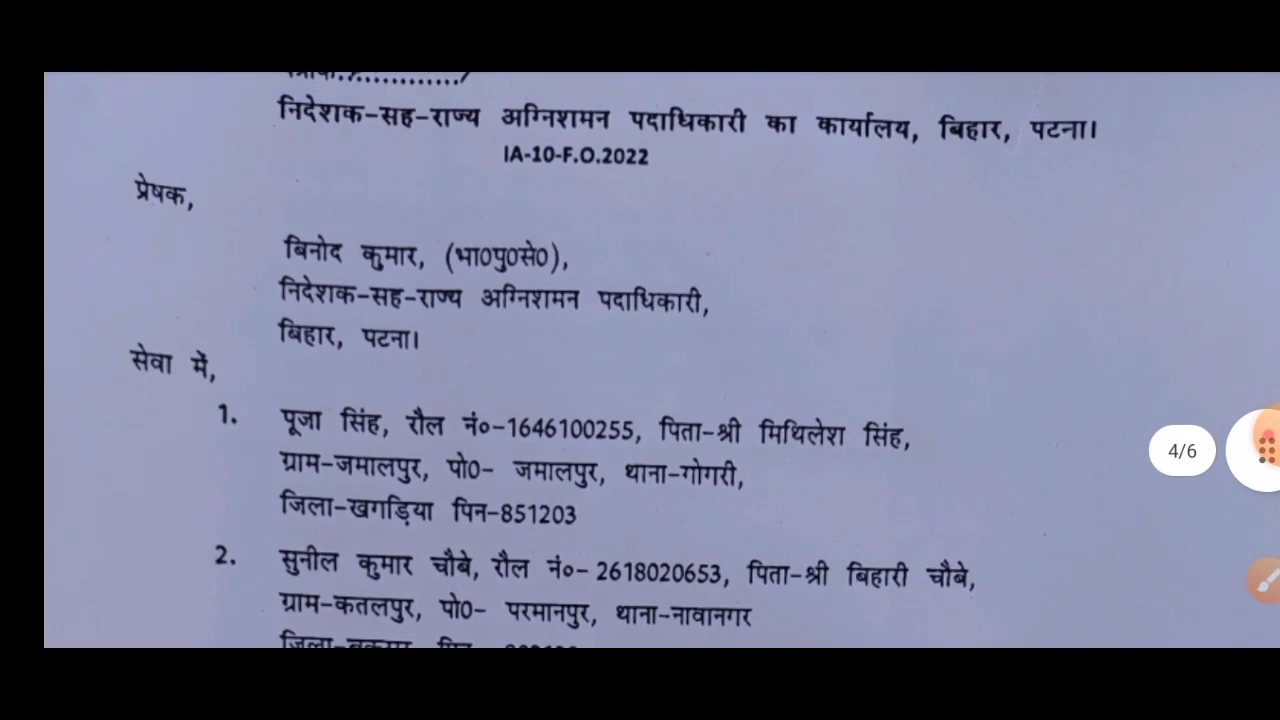 निदेशक-सह-राज्य अग्निशमन पदाधिकारी का कार्यालय, बिहार, पटना।
IA-10-F.O.2022
प्रेषक,
बिनोद कुमार, (भा0पु0से0),
निदेशक-सह-राज्य अग्निशमन पदाधिकारी,
बिहार, पटना।
सेवा में,
1. पूजा सिंह, रौल नं०-1646100255, पिता-श्री मिथिलेश सिंह,
ग्राम-जमालपुर, पो0- जमालपुर, थाना-गोगरी,
जिला-खगड़िया पिन-851203
4/6
2. सुनील कुमार चौबे, रौल नं०- 2618020653, पिता-श्री बिहारी चौबे,
ग्राम-कतलपुर, पो0- परमानपुर, थाना-नावानगर